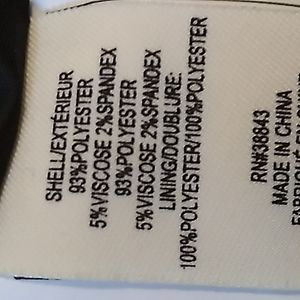 SHELL/EXTÉRIEUR
93%POLYESTER
5%VISCOSE 2%SPANDEX
93%POLYESTER
5%VISCOSE 2%SPANDEX
LINING/DOUBLURE:
100%POLYESTER/100%POLYESTER
RN#38843
MADE IN CHINA